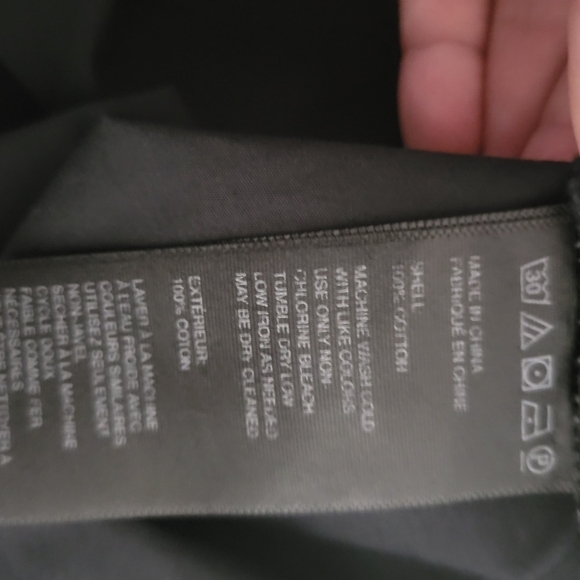 30
P
MADE IN CHINA
FABRIQUÉ EN CHINE
SHELL
100% COTTON
MACHINE WASH COLD
WITH LIKE COLORS
USE ONLY NON
CHLORINE BLEACH
TUMBLE DRY LOW
LOW IRON AS NEEDED
MAY BE DRY CLEANED
EXTÉRIEUR
100% COTON
LAVER À LA MACHINE
À L'EAU FROIDE AVEC
COULEURS SIMILAIRES
UTILISEZ SEULEMENT
NON-JAVEL
SÉCHER À LA MACHINE
CYCLE DOUX
FAIBLE COMME FER
NÉCESSAIRES